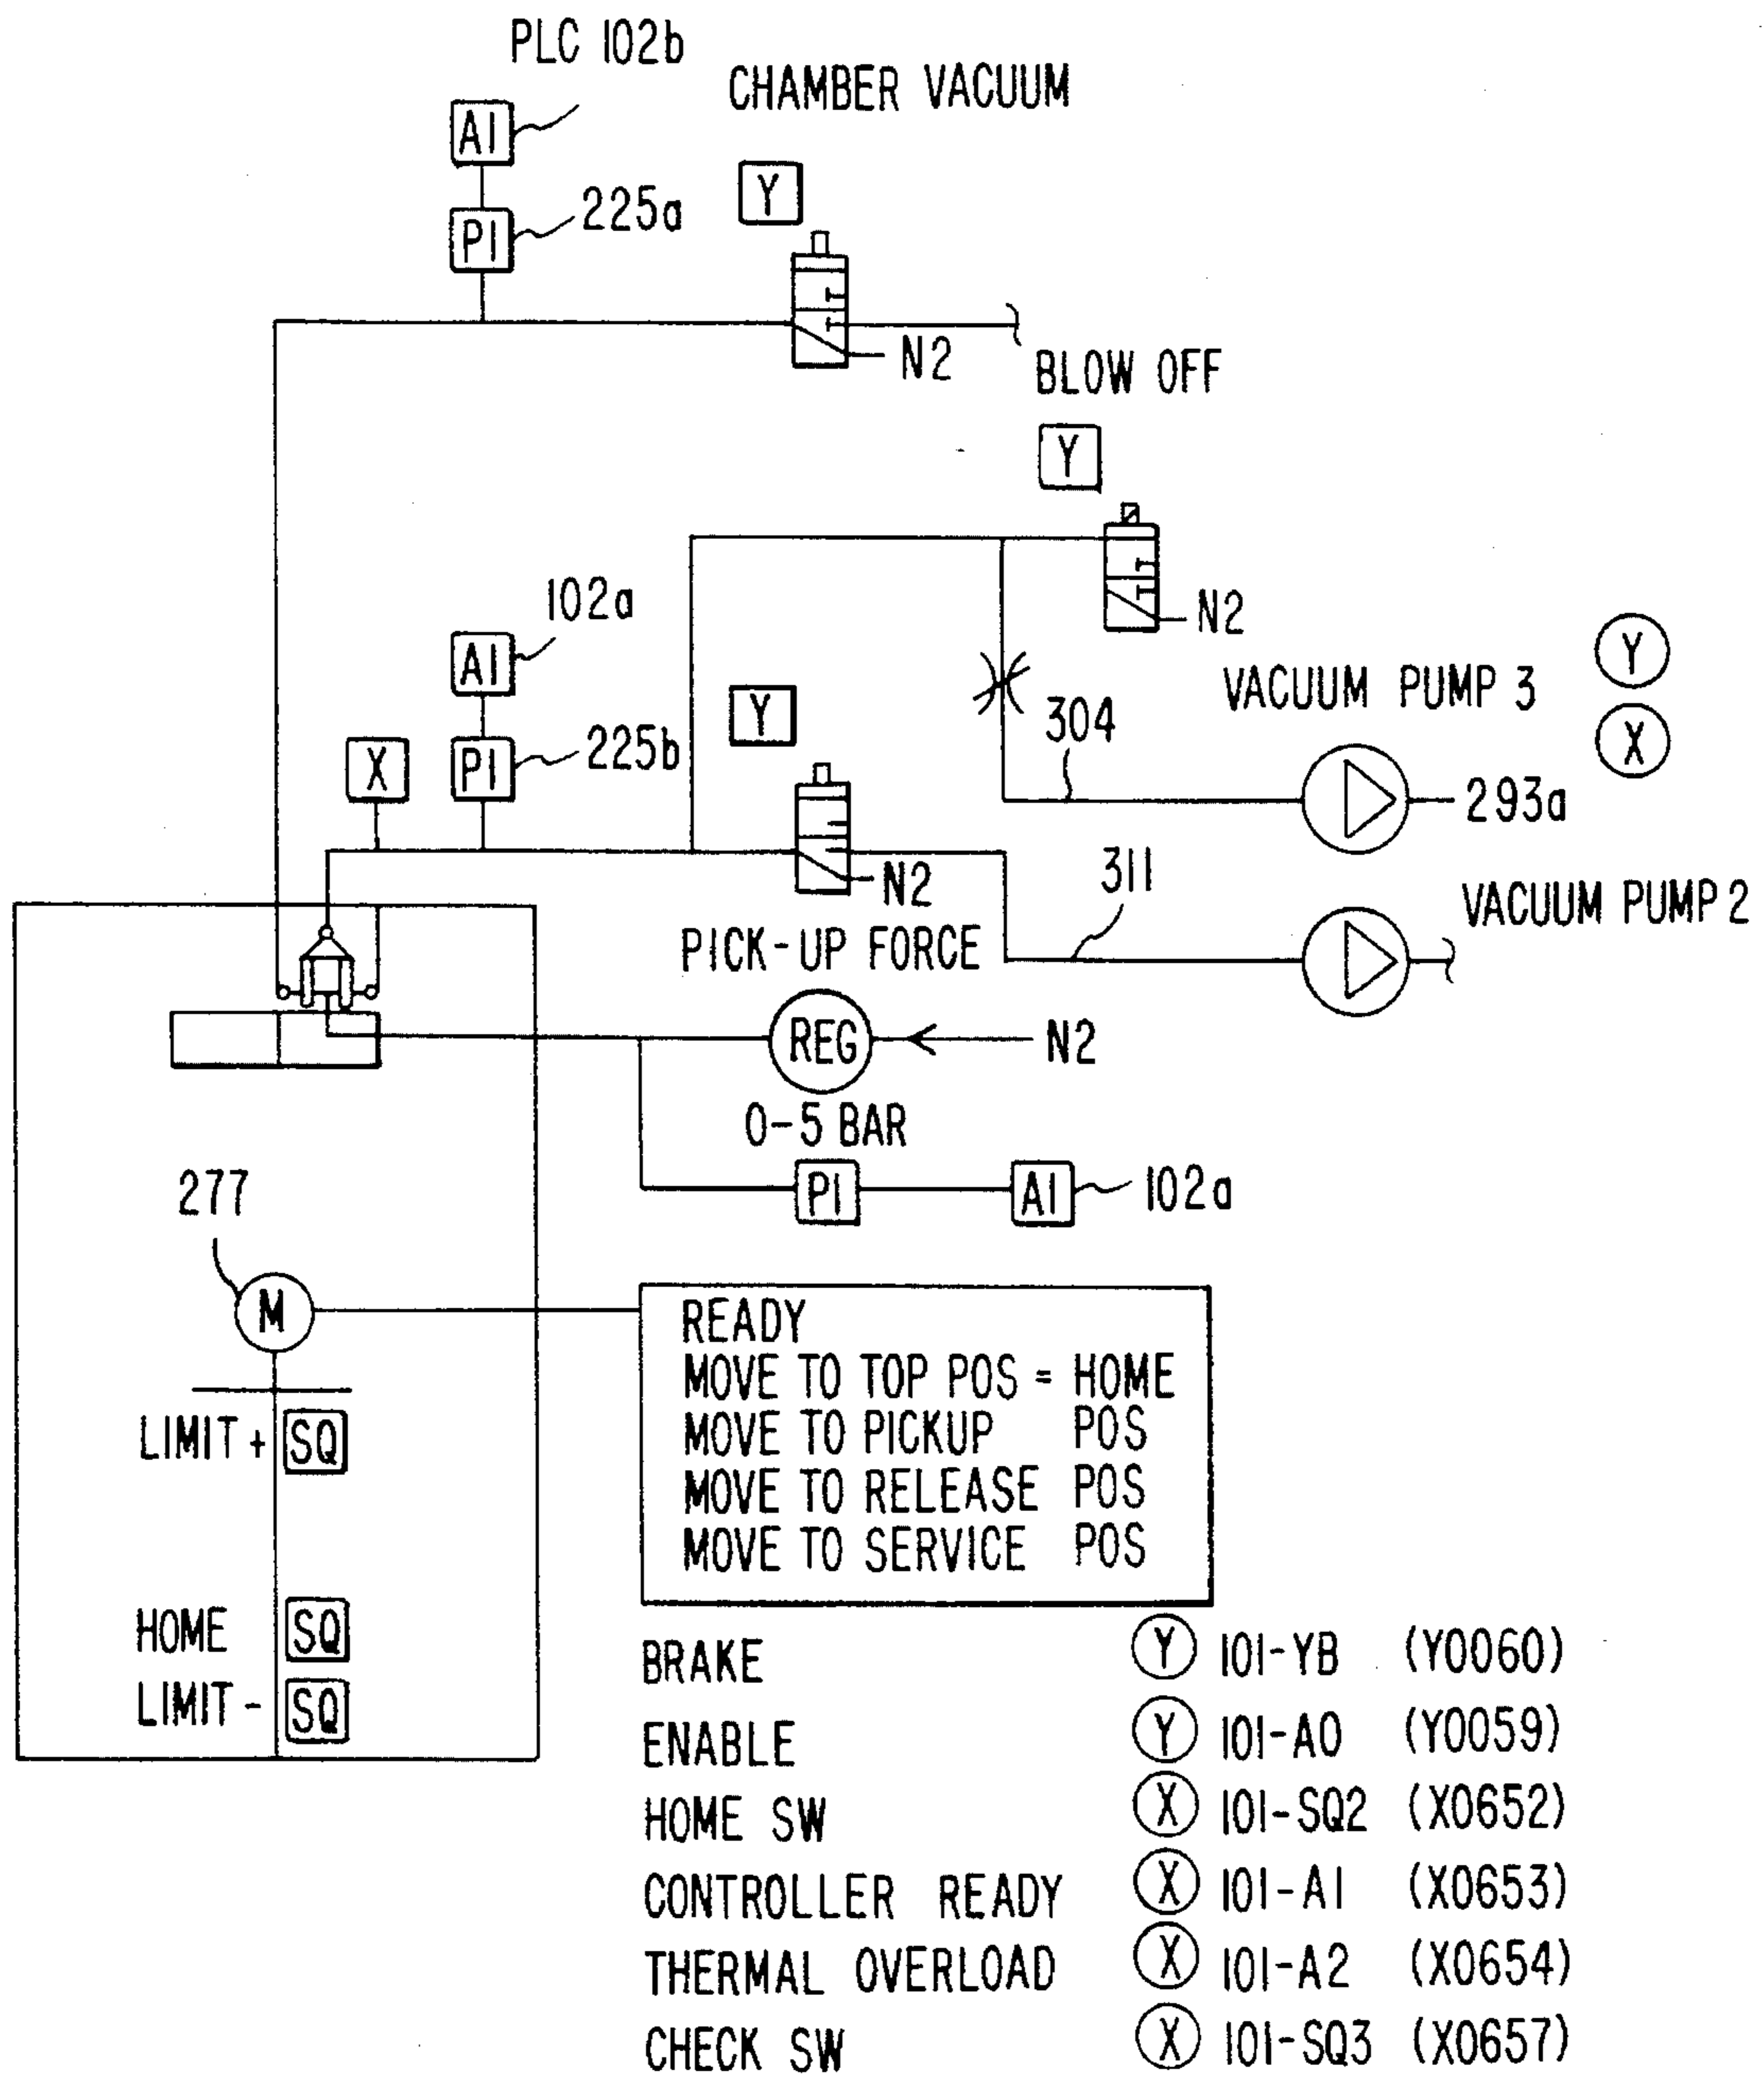 PLC 102b
CHAMBER VACUUM
AI
Y
225a
PI
N2
BLOW OFF
Y
102a
AI
N2
Y
VACUUM PUMP 3
Y
304
X
PI
225b
X
293a
N2
311
VACUUM PUMP 2
PICK-UP FORCE
REG
N2
0-5 BAR
277
PI
AI
102a
M
READY
MOVE TO TOP POS = HOME
MOVE TO PICKUP POS
MOVE TO RELEASE POS
MOVE TO SERVICE POS
LIMIT + SQ
HOME SQ
LIMIT - SQ
BRAKE Y 101-YB (Y0060)
ENABLE Y 101-A0 (Y0059)
HOME SW X 101-SQ2 (X0652)
CONTROLLER READY X 101-A1 (X0653)
THERMAL OVERLOAD X 101-A2 (X0654)
CHECK SW X 101-SQ3 (X0657)